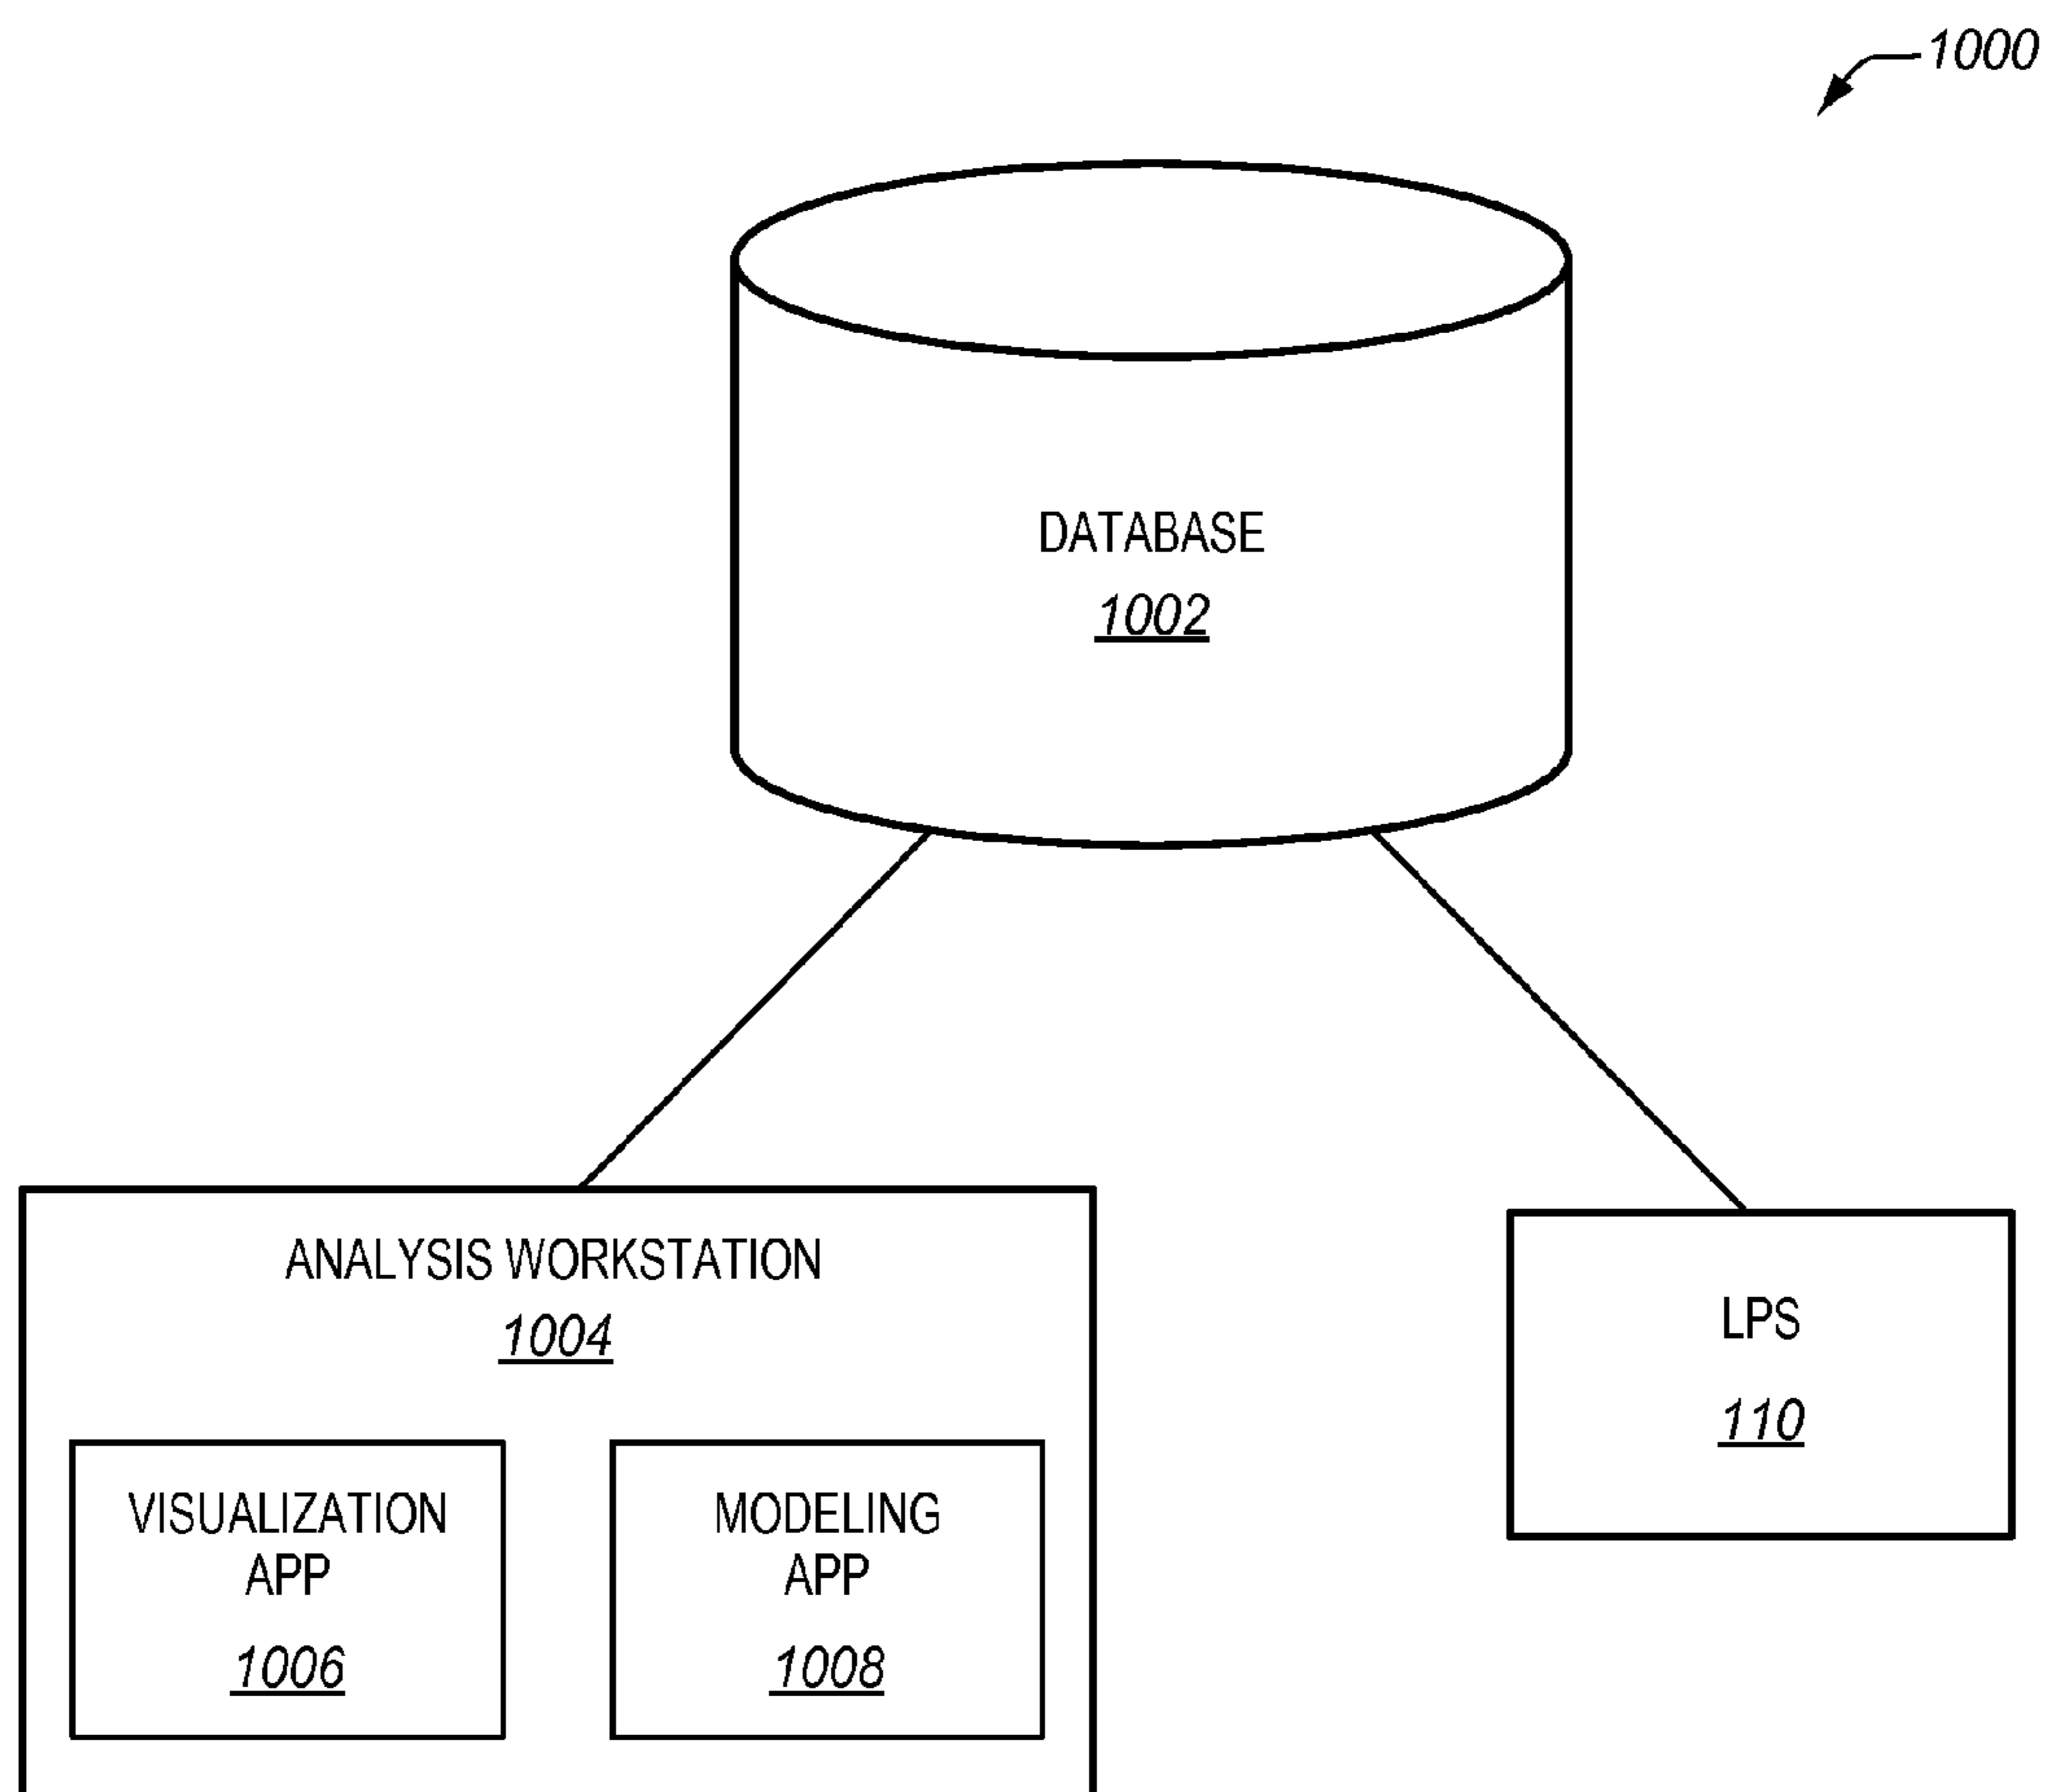 1000
DATABASE
1002
ANALYSIS WORKSTATION
1004
LPS
110
VISUALIZATION
APP
1006
MODELING
APP
1008